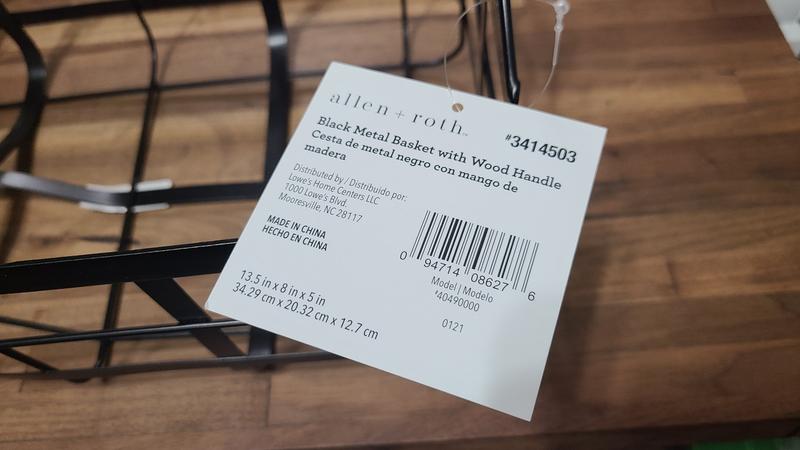 allen + roth™
#3414503
Black Metal Basket with Wood Handle
Cesta de metal negro con mango de
madera
Distributed by / Distribuido por:
Lowe's Home Centers LLC
1000 Lowe's Blvd.
Mooresville, NC 28117
MADE IN CHINA
HECHO EN CHINA
0 94714 08627 6
Model | Modelo
#40490000
0121
13.5 in x 8 in x 5 in
34.29 cm x 20.32 cm x 12.7 cm